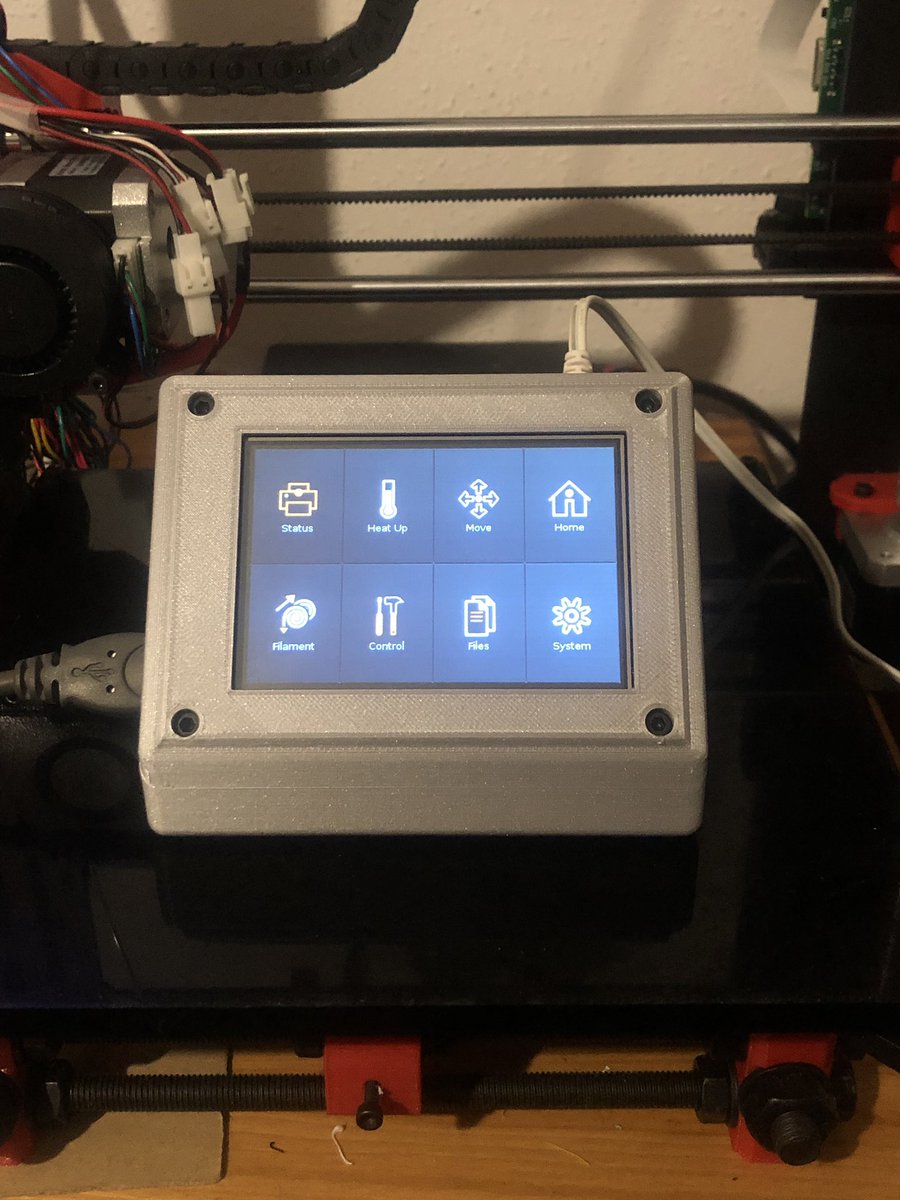 Status
Heat Up
Move
Home
Filament
Control
Files
System